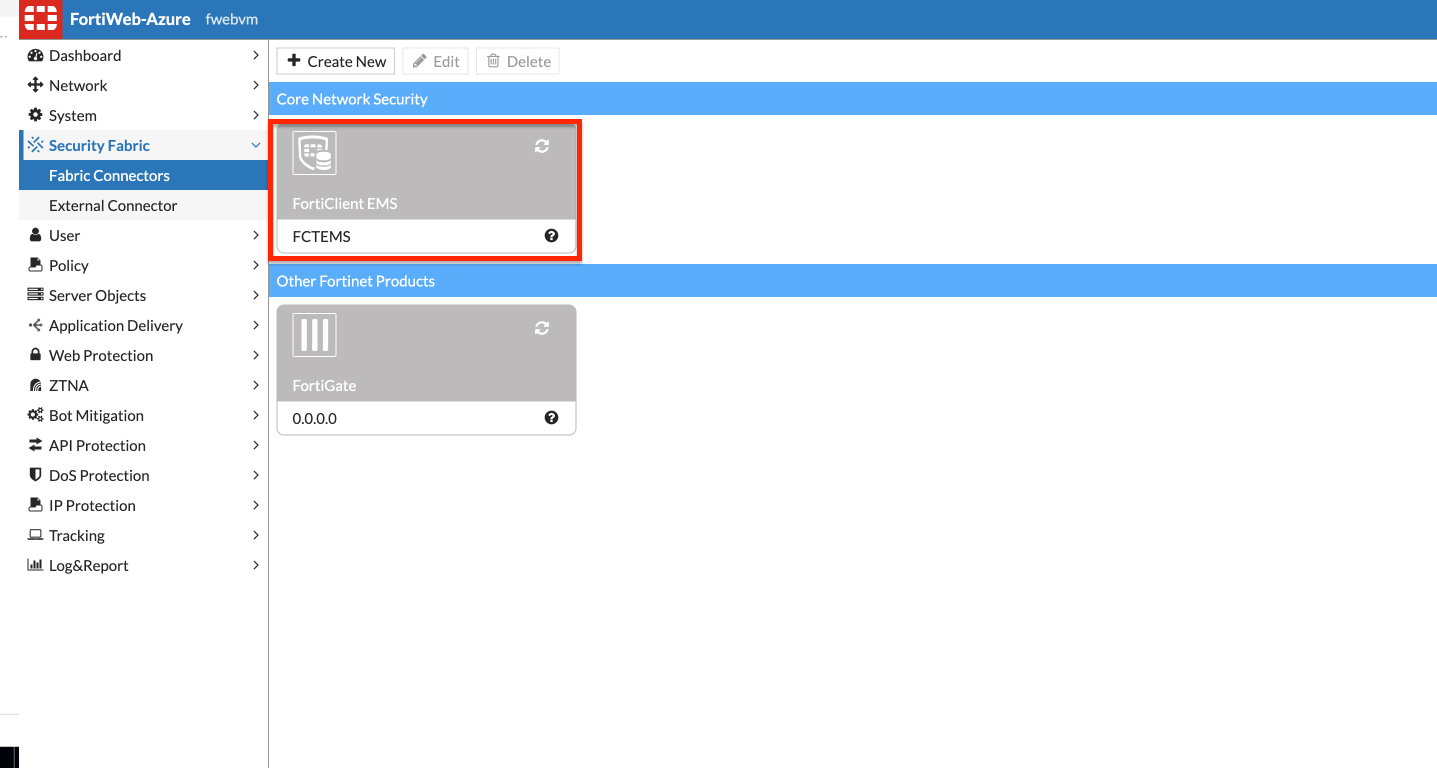 FortiWeb-Azure fwebvm
Dashboard
Network
System
Security Fabric
Fabric Connectors
External Connector
User
Policy
Server Objects
Application Delivery
Web Protection
ZTNA
Bot Mitigation
API Protection
DoS Protection
IP Protection
Tracking
Log&Report
Create New Edit Delete
Core Network Security
FortiClient EMS
FCTEMS
Other Fortinet Products
FortiGate
0.0.0.0